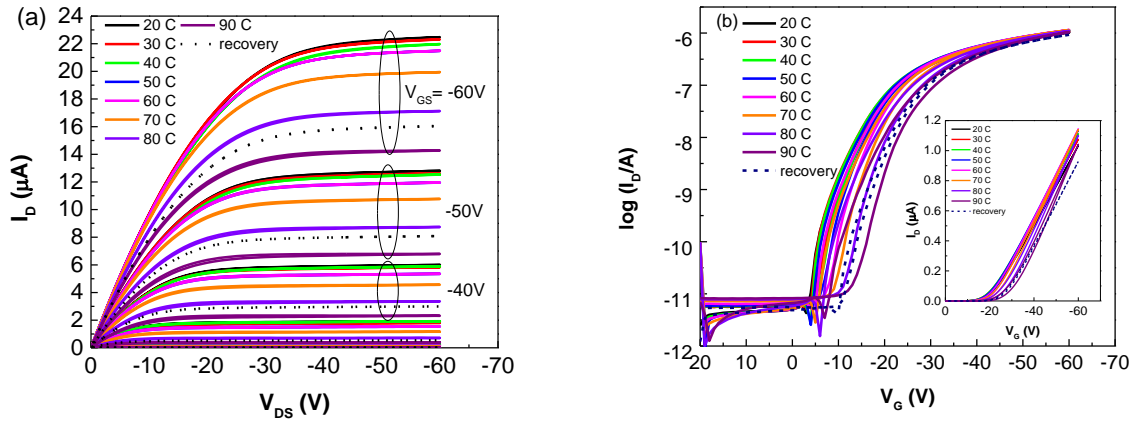 (a)
20 C
30 C
40 C
50 C
60 C
70 C
80 C
90 C
recovery
V_GS= -60V
-50V
-40V
24
22
20
18
16
14
12
10
8
6
4
2
0
I_D (μA)
0 -10 -20 -30 -40 -50 -60 -70
V_DS (V)
(b)
20 C
30 C
40 C
50 C
60 C
70 C
80 C
90 C
recovery
-6
-7
-8
-9
-10
-11
-12
log (I_D/A)
20 10 0 -10 -20 -30 -40 -50 -60 -70
V_G (V)
20 C
30 C
40 C
50 C
60 C
70 C
80 C
90 C
recovery
1.2
1.0
0.8
0.6
0.4
0.2
0.0
I_D (μA)
0 -20 -40 -60
V_G (V)